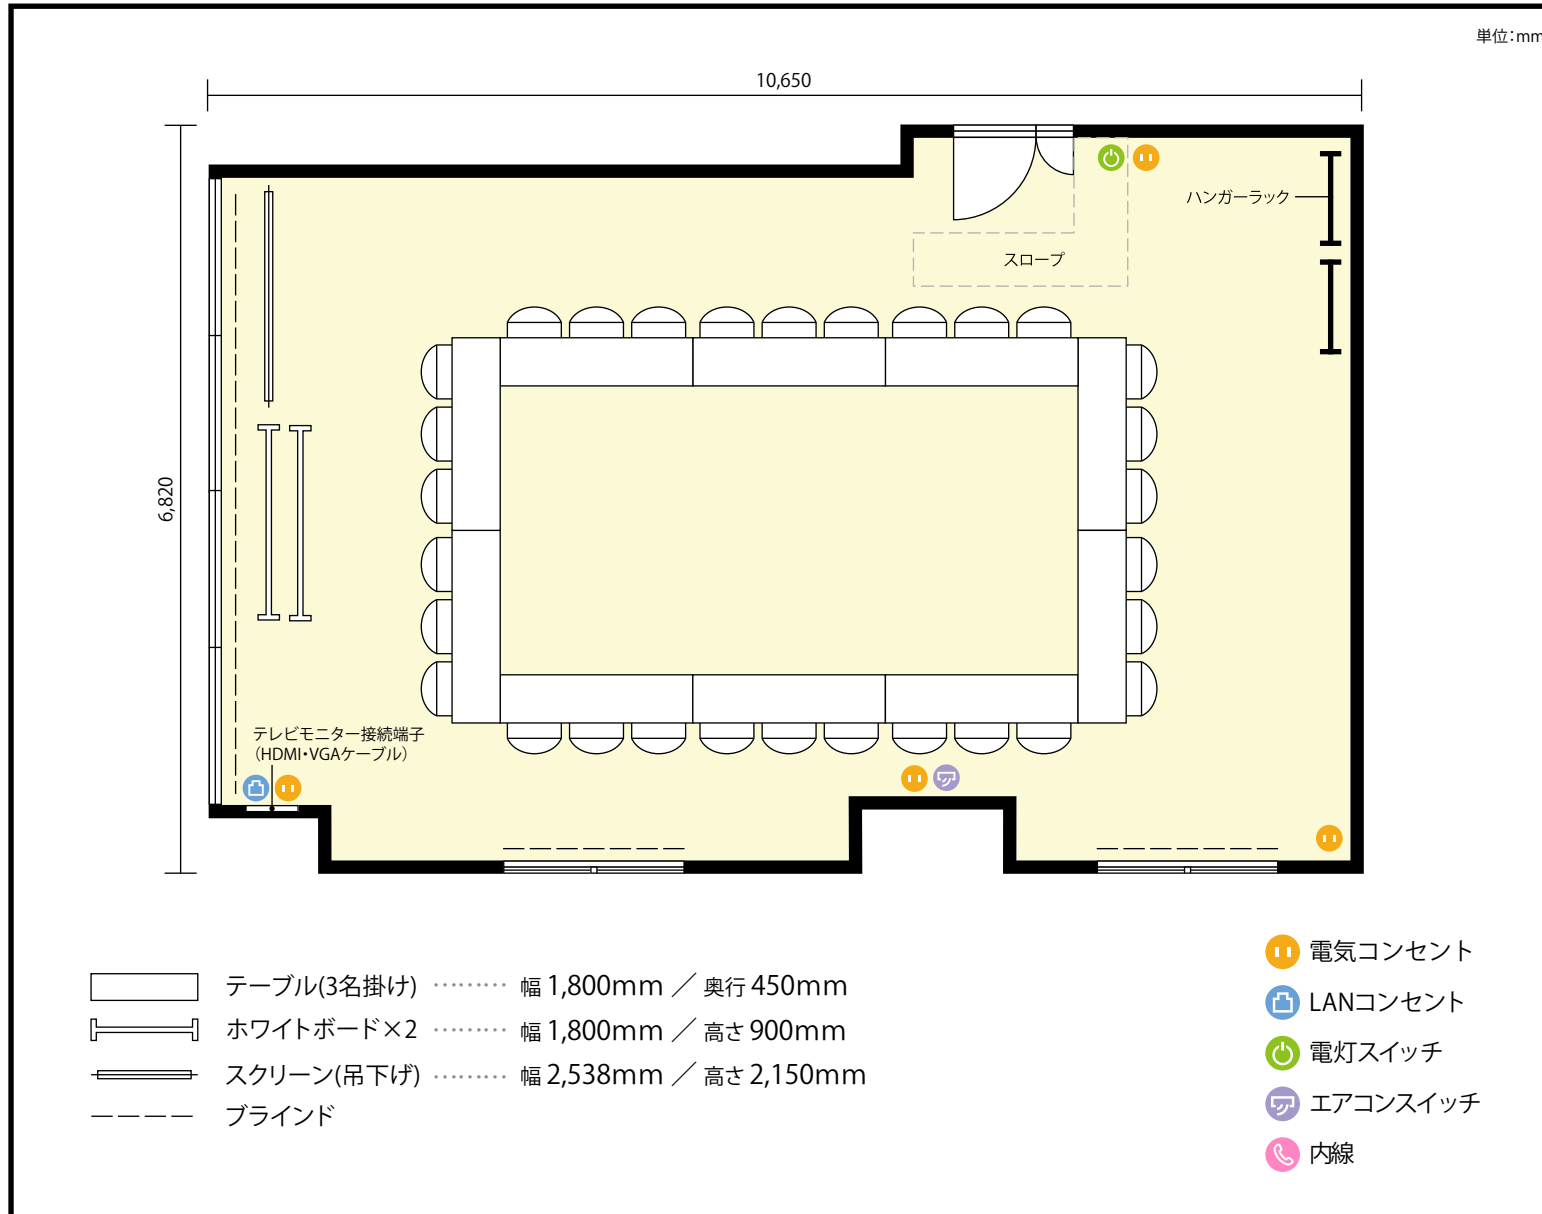 単位：mm
10,650
6,820
ハンガーラック
スロープ
テレビモニター接続端子
（HDMI・VGAケーブル）
テーブル(3名掛け) ……… 幅 1,800mm ／ 奥行 450mm
ホワイトボード×2 ……… 幅 1,800mm ／ 高さ 900mm
スクリーン(吊下げ) ……… 幅 2,538mm ／ 高さ 2,150mm
ブラインド
電気コンセント
LANコンセント
電灯スイッチ
エアコンスイッチ
内線